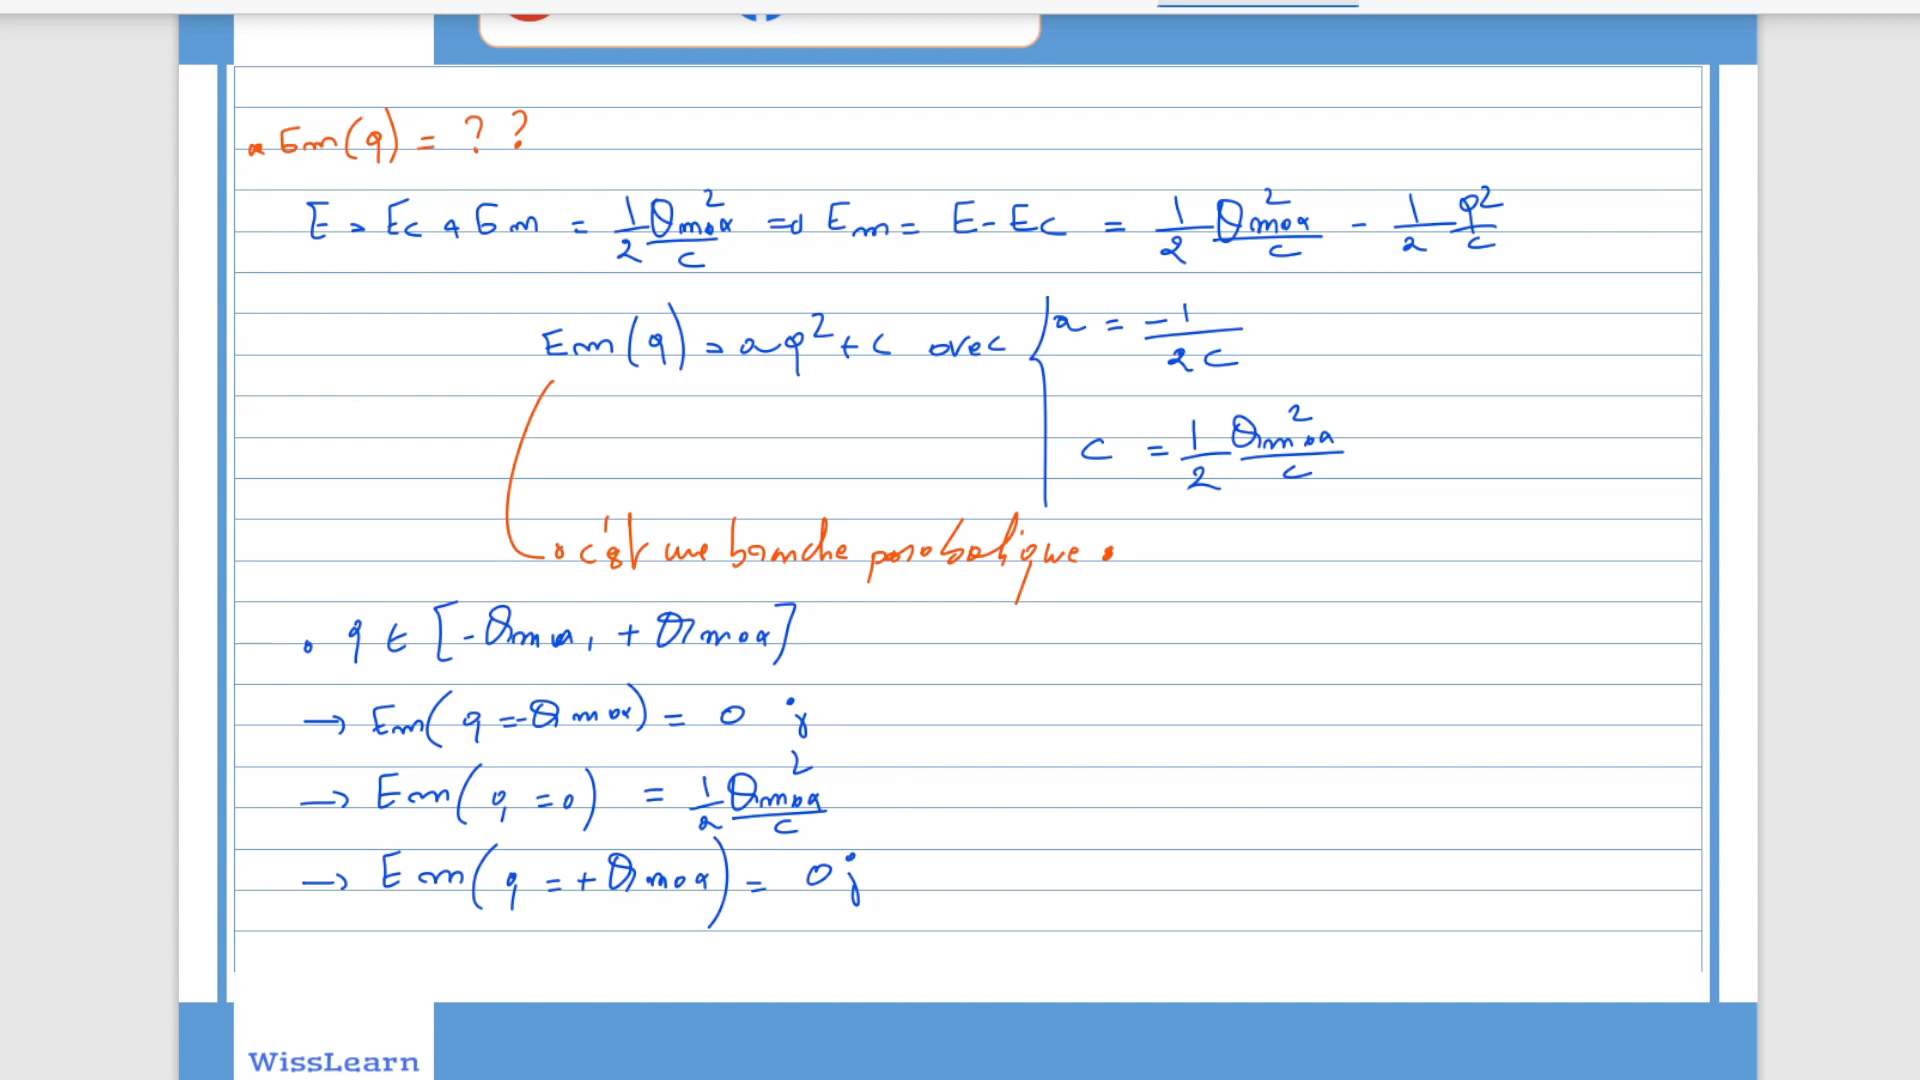 Em(q) = ??
E = Ec + Em = 1/2 Qmax²/c => Em = E - Ec = 1/2 Qmax²/c - 1/2 q²/c
Em(q) = aq² + c avec { a = -1/2c
c = 1/2 Qmax²/c
c'est une branche parabolique.
• q ∈ [-Qmax, +Qmax]
→ Em(q = -Qmax) = 0 j
→ Em(q = 0) = 1/2 Qmax²/c
→ Em(q = +Qmax) = 0 j
WissLearn